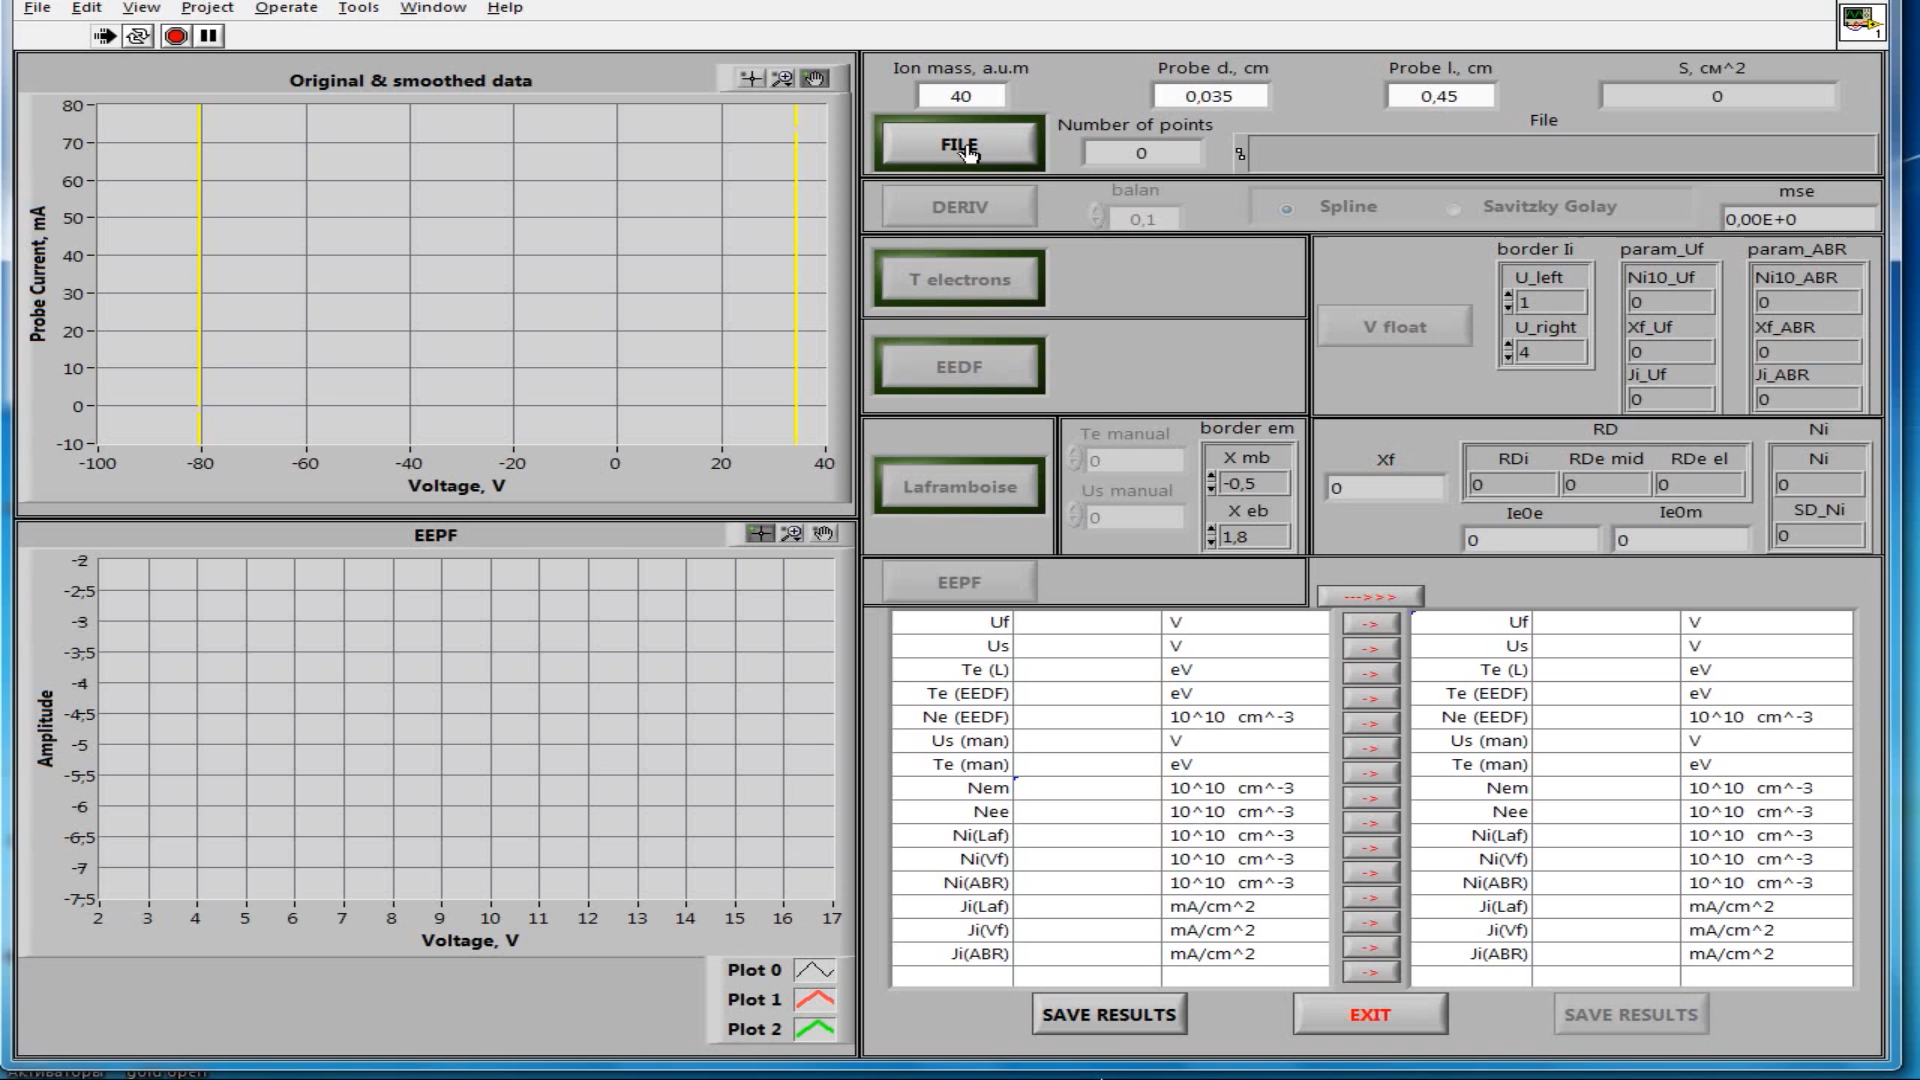 File Edit View Project Operate Tools Window Help
1
Original & smoothed data
80
70
60
50
40
30
20
10
0
-10
-100 -80 -60 -40 -20 0 20 40
Probe Current, mA
Voltage, V
EEPF
-2
-2,5
-3
-3,5
-4
-4,5
-5
-5,5
-6
-6,5
-7
-7,5
2 3 4 5 6 7 8 9 10 11 12 13 14 15 16 17
Amplitude
Voltage, V
Plot 0
Plot 1
Plot 2
Ion mass, a.u.m Probe d., cm Probe l., cm S, см^2
40 0,035 0,45 0
FILE Number of points File
0
DERIV balan Spline Savitzky Golay mse
0,1 0,00E+0
T electrons
EEDF
V float
border Ii param_Uf param_ABR
U_left Ni10_Uf Ni10_ABR
1 0 0
U_right Xf_Uf Xf_ABR
4 0 0
Ji_Uf Ji_ABR
0 0
Laframboise
Te manual border em
0 X mb
-0,5
Us manual X eb
0 1,8
RD Ni
Xf RDi RDe mid RDe el Ni
0 0 0 0 0
Ie0e Ie0m SD_Ni
0 0 0
EEPF
--->>>
Uf V -> Uf V
Us V -> Us V
Te (L) eV -> Te (L) eV
Te (EEDF) eV -> Te (EEDF) eV
Ne (EEDF) 10^10 cm^-3 -> Ne (EEDF) 10^10 cm^-3
Us (man) V -> Us (man) V
Te (man) eV -> Te (man) eV
Nem 10^10 cm^-3 -> Nem 10^10 cm^-3
Nee 10^10 cm^-3 -> Nee 10^10 cm^-3
Ni(Laf) 10^10 cm^-3 -> Ni(Laf) 10^10 cm^-3
Ni(Vf) 10^10 cm^-3 -> Ni(Vf) 10^10 cm^-3
Ni(ABR) 10^10 cm^-3 -> Ni(ABR) 10^10 cm^-3
Ji(Laf) mA/cm^2 -> Ji(Laf) mA/cm^2
Ji(Vf) mA/cm^2 -> Ji(Vf) mA/cm^2
Ji(ABR) mA/cm^2 -> Ji(ABR) mA/cm^2
SAVE RESULTS EXIT SAVE RESULTS
Активаторы gold open